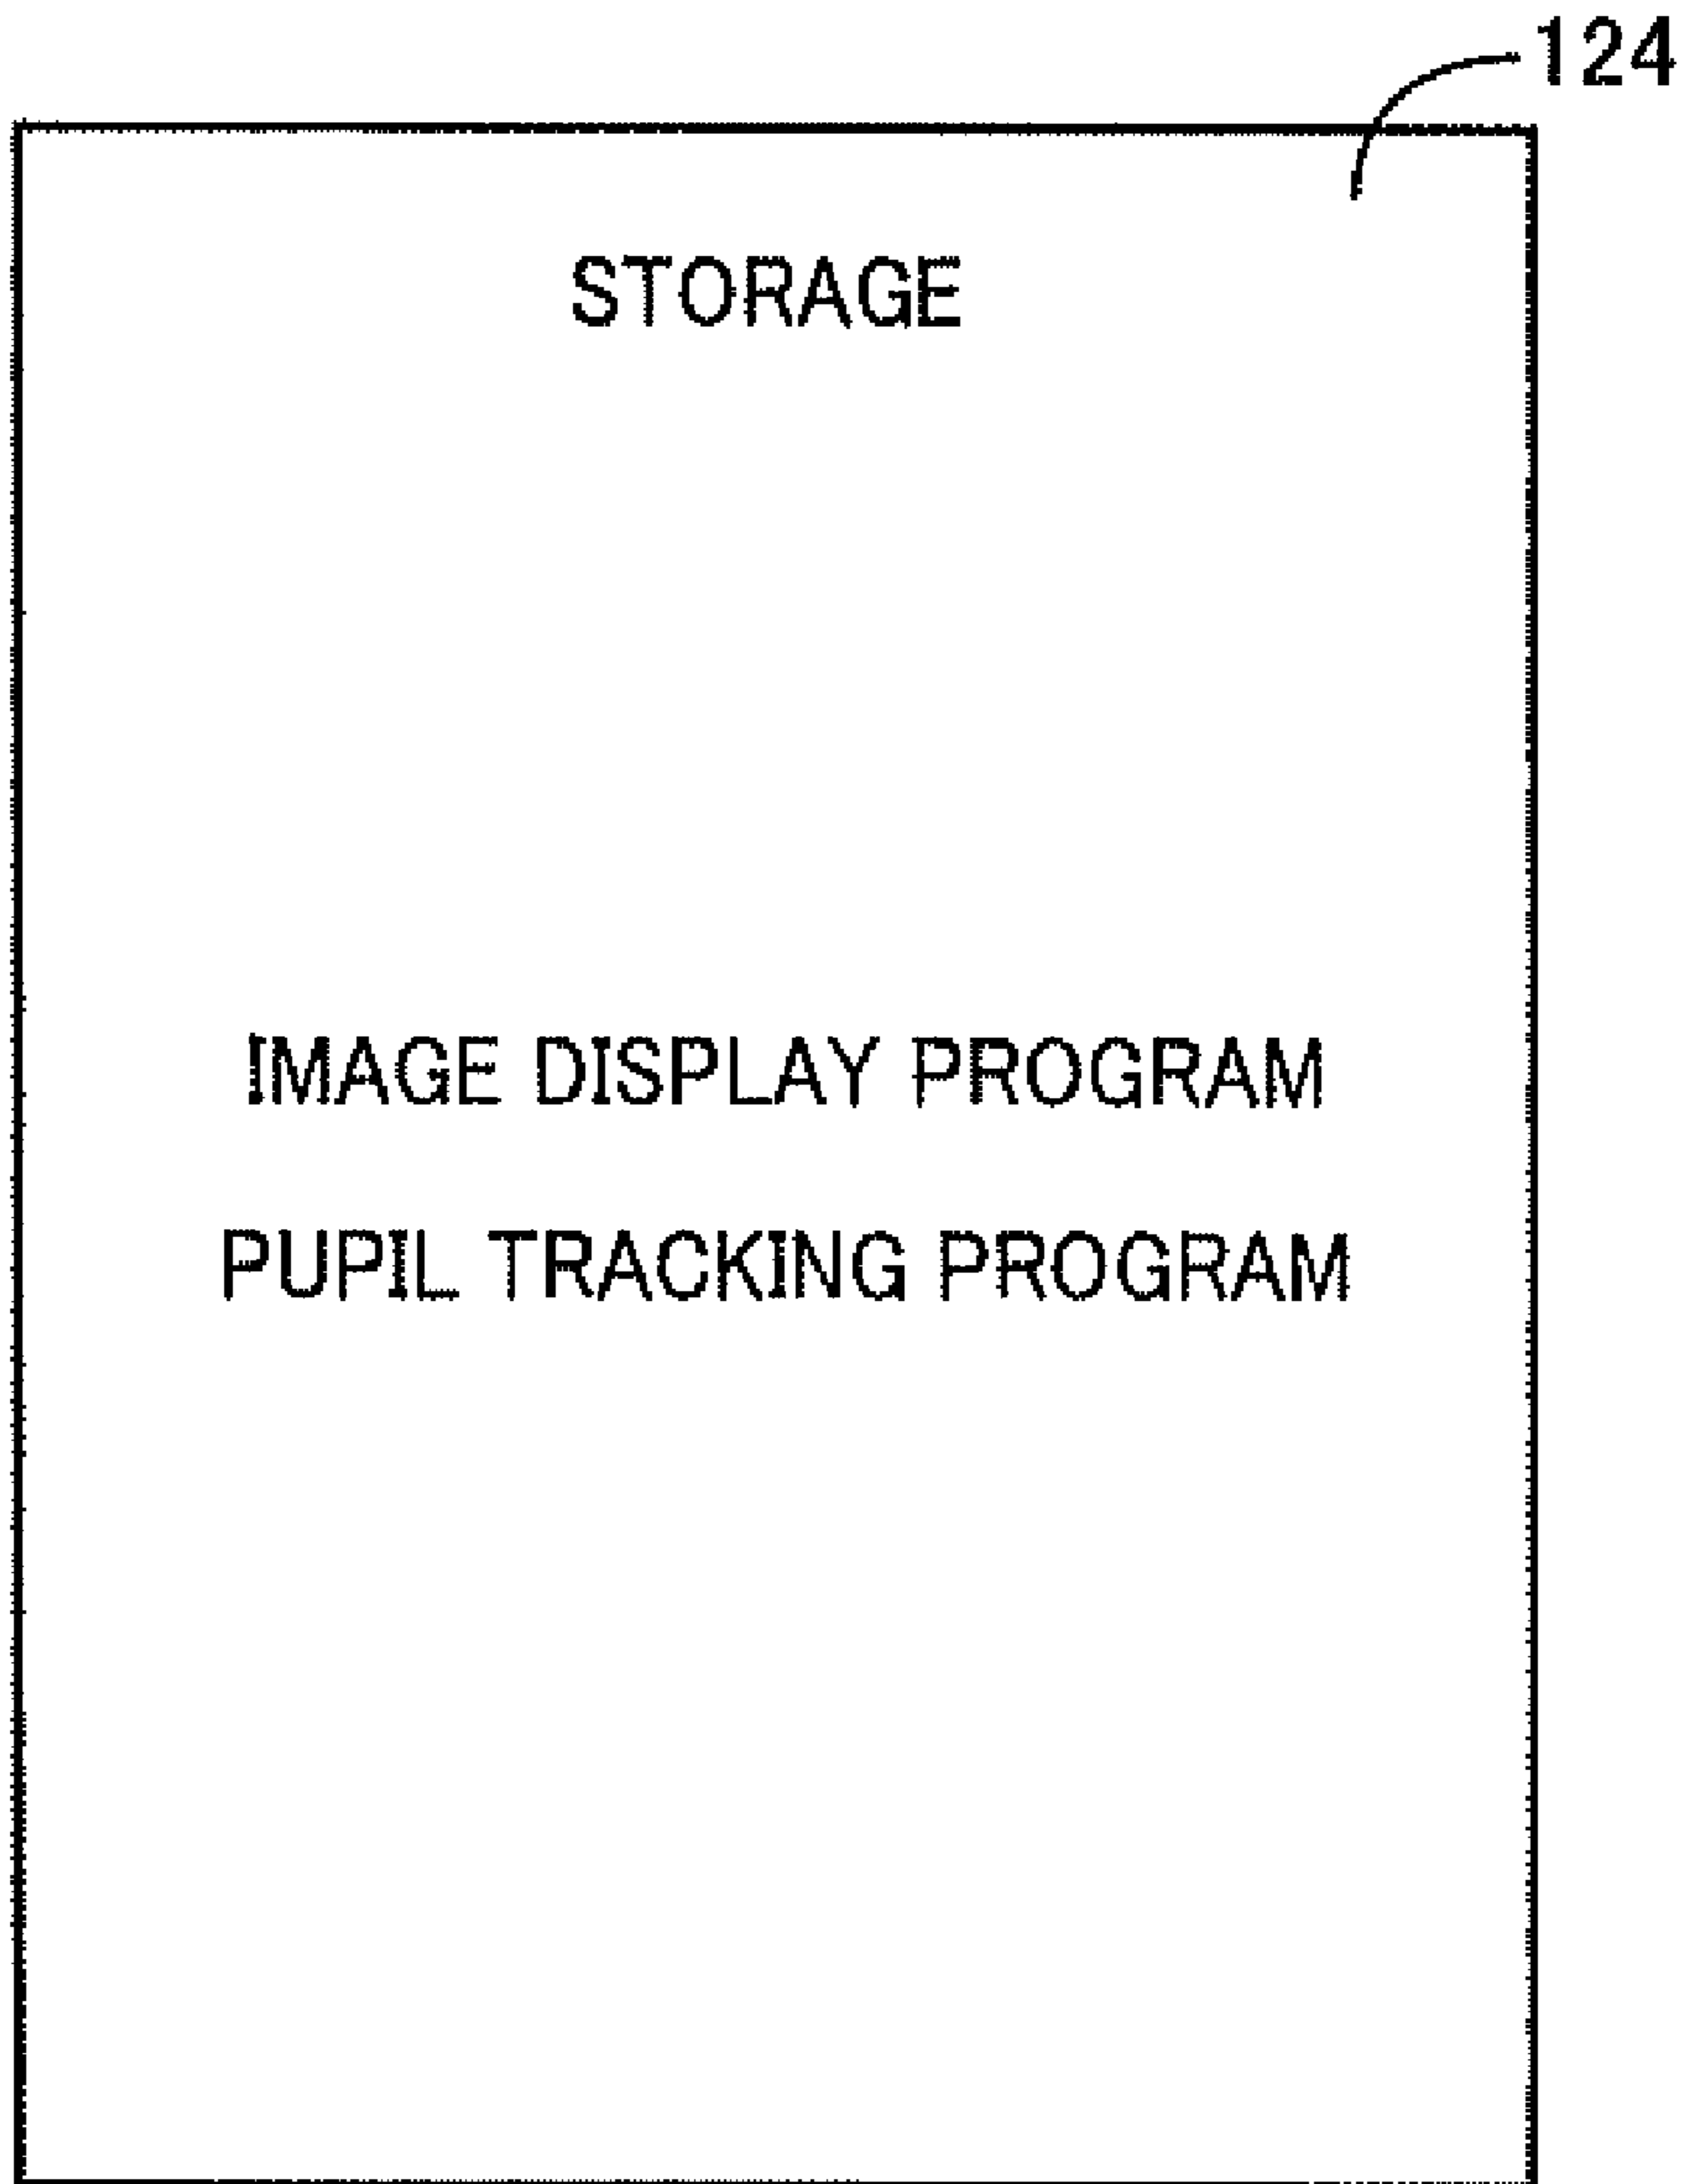 124
STORAGE
IMAGE DISPLAY PROGRAM
PUPIL TRACKING PROGRAM